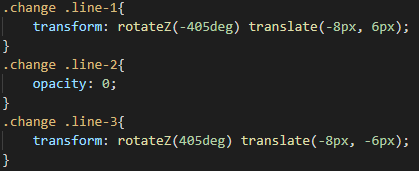 .change .line-1{
    transform: rotateZ(-405deg) translate(-8px, 6px);
}
.change .line-2{
    opacity: 0;
}
.change .line-3{
    transform: rotateZ(405deg) translate(-8px, -6px);
}